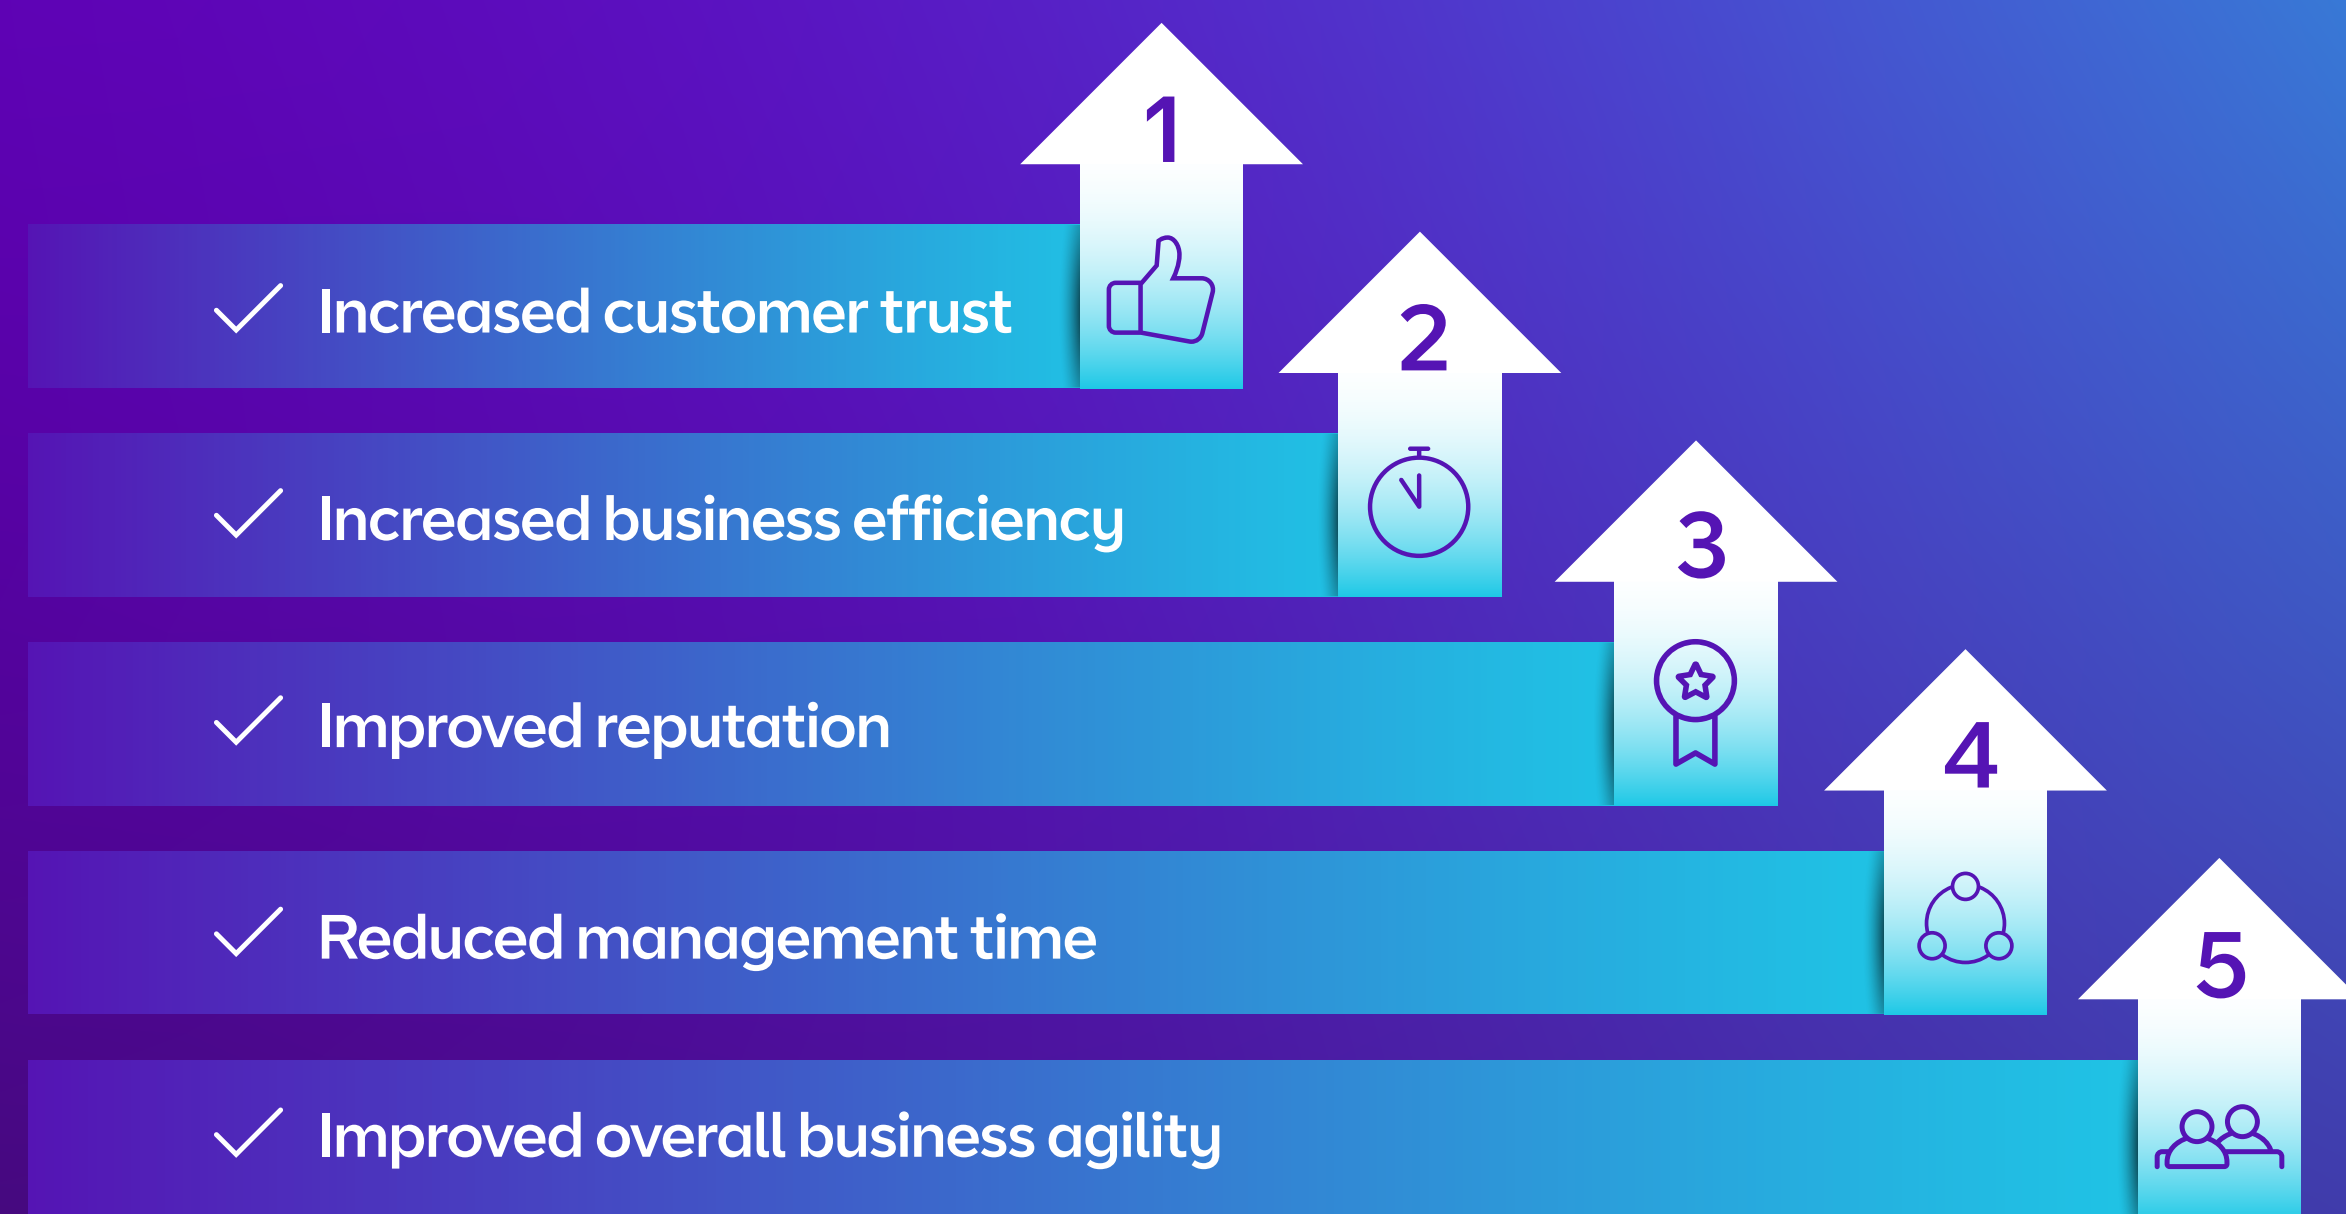 1
Increased customer trust
2
Increased business efficiency
3
Improved reputation
4
Reduced management time
5
Improved overall business agility